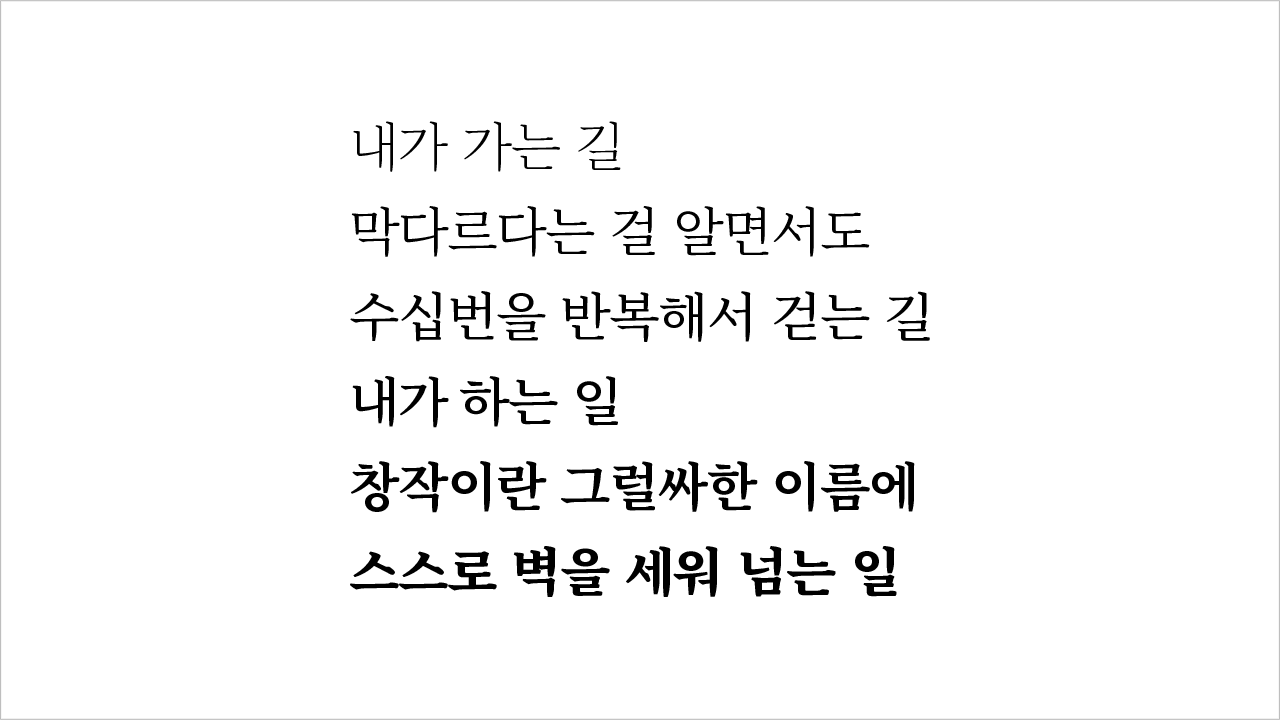 내가 가는 길
막다르다는 걸 알면서도
수십번을 반복해서 걷는 길
내가 하는 일
창작이란 그럴싸한 이름에
스스로 벽을 세워 넘는 일